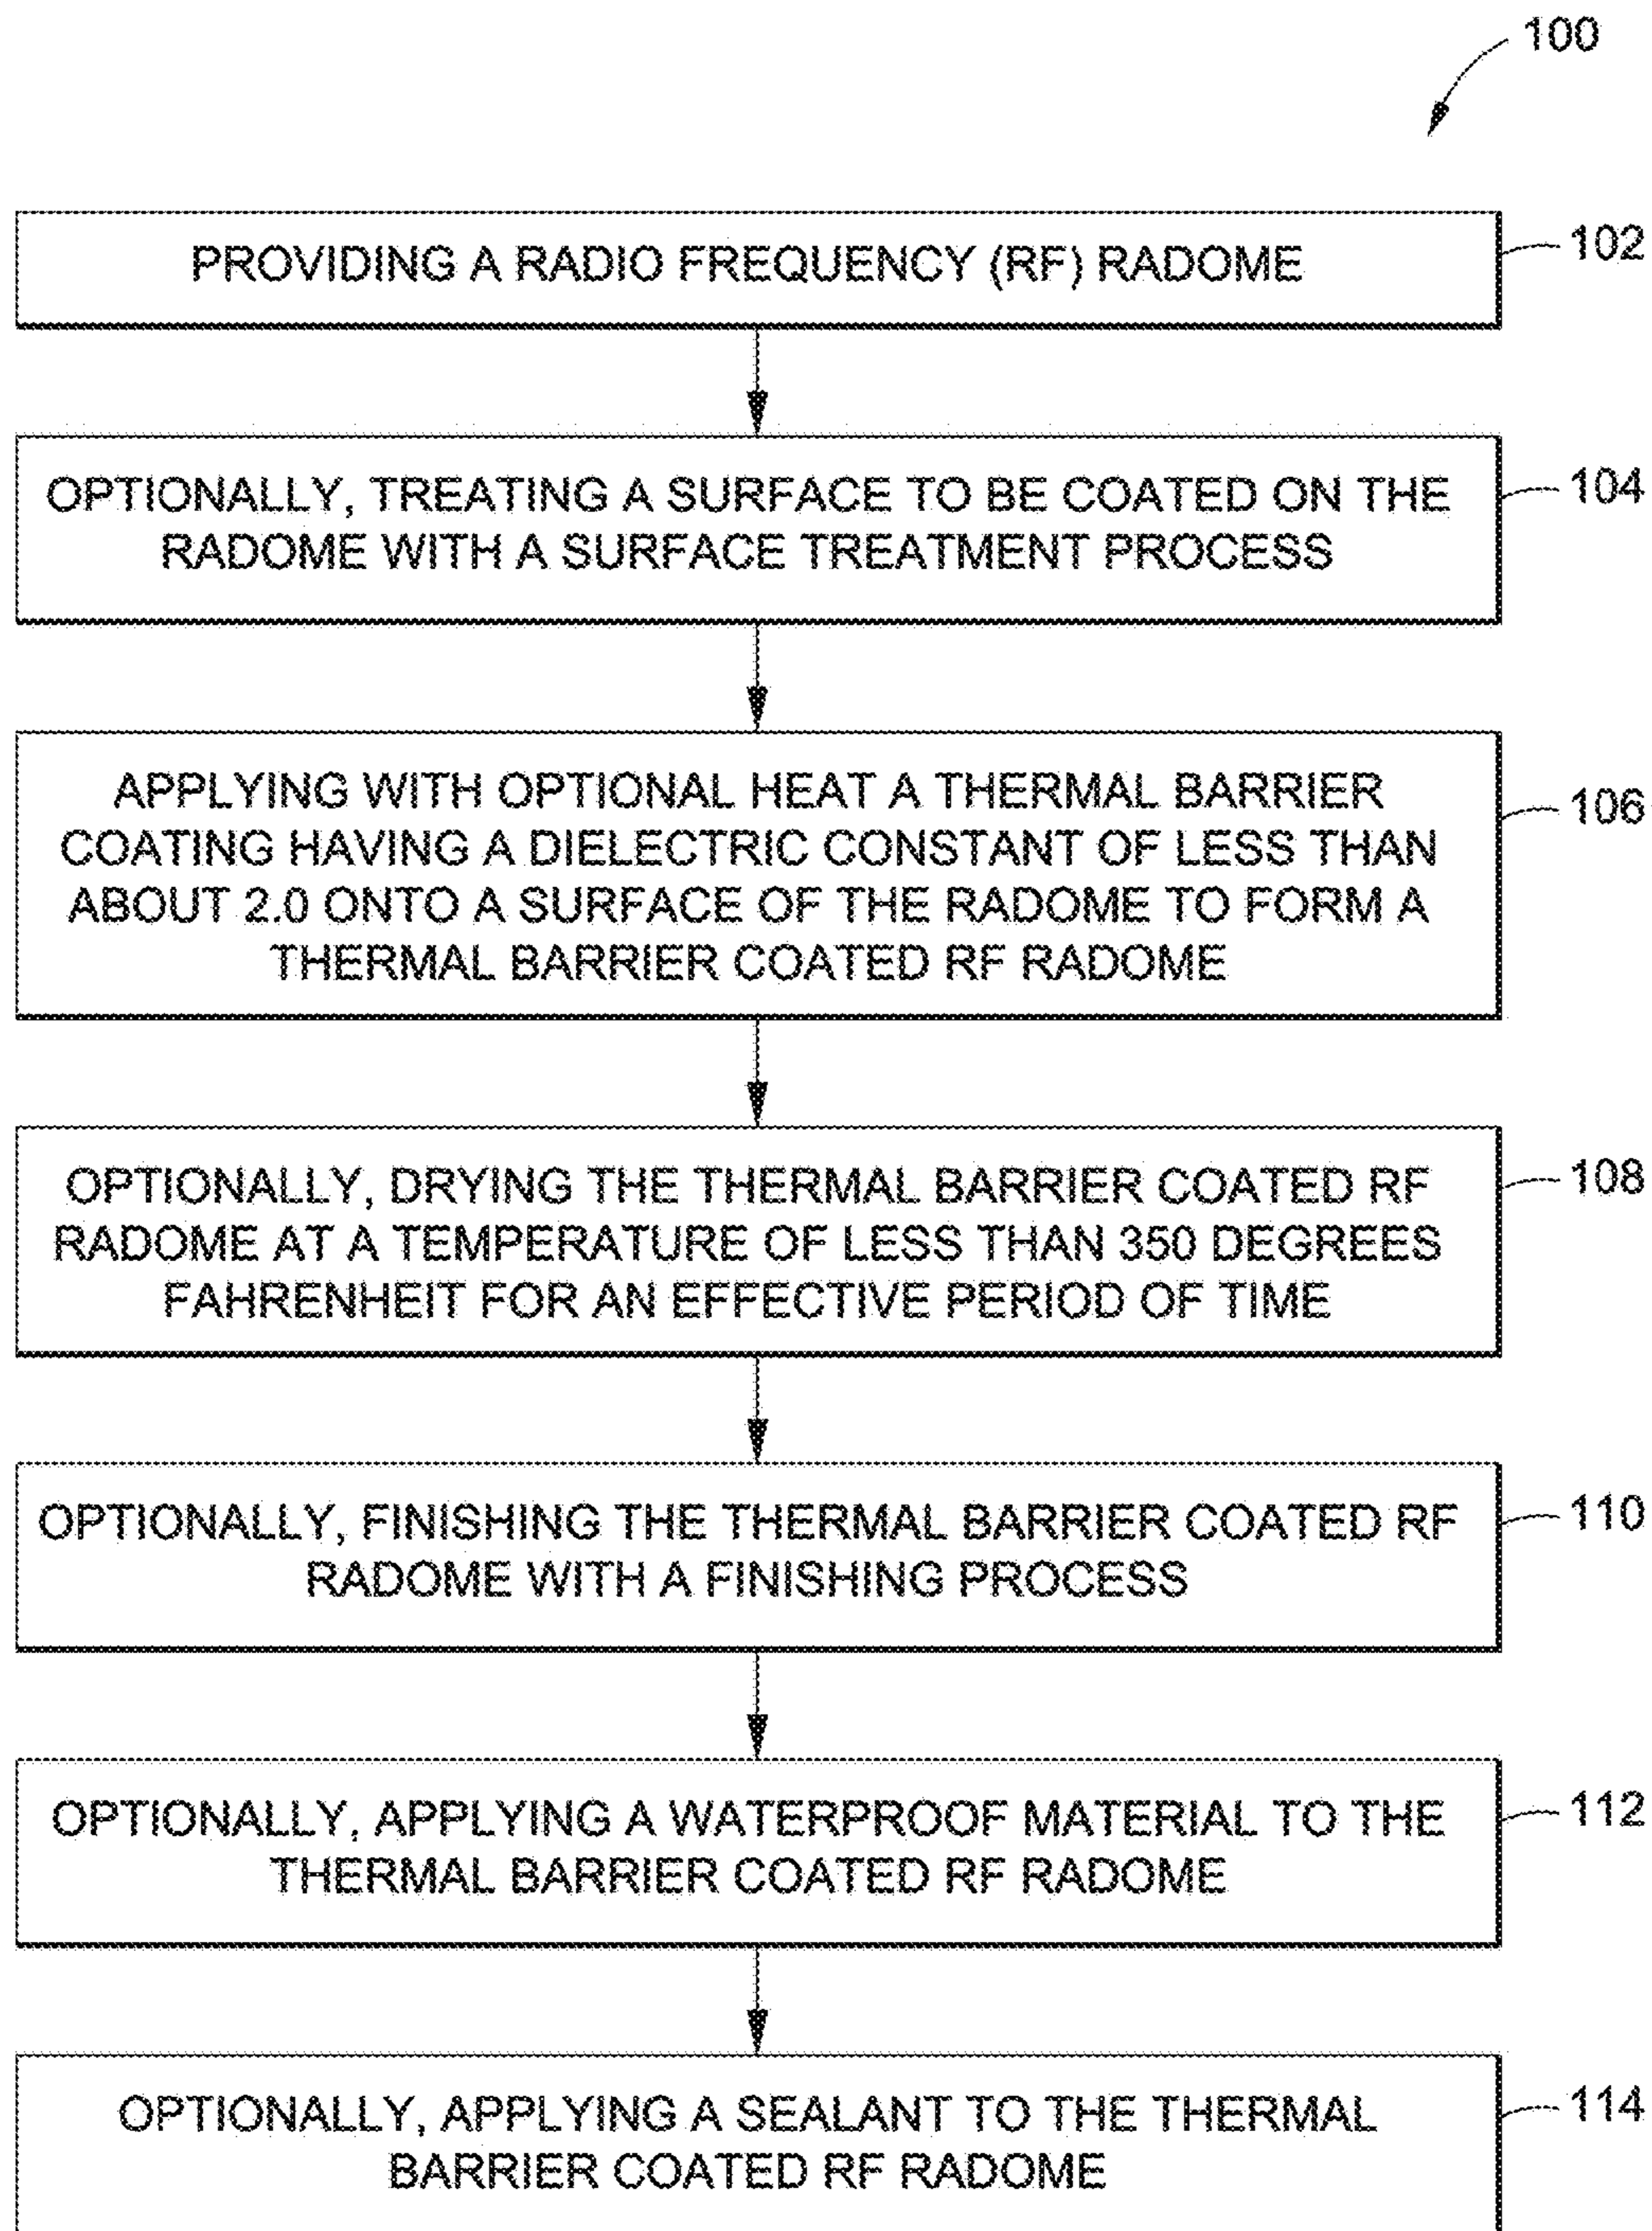 100
PROVIDING A RADIO FREQUENCY (RF) RADOME
102
OPTIONALLY, TREATING A SURFACE TO BE COATED ON THE
RADOME WITH A SURFACE TREATMENT PROCESS
104
APPLYING WITH OPTIONAL HEAT A THERMAL BARRIER
COATING HAVING A DIELECTRIC CONSTANT OF LESS THAN
ABOUT 2.0 ONTO A SURFACE OF THE RADOME TO FORM A
THERMAL BARRIER COATED RF RADOME
106
OPTIONALLY, DRYING THE THERMAL BARRIER COATED RF
RADOME AT A TEMPERATURE OF LESS THAN 350 DEGREES
FAHRENHEIT FOR AN EFFECTIVE PERIOD OF TIME
108
OPTIONALLY, FINISHING THE THERMAL BARRIER COATED RF
RADOME WITH A FINISHING PROCESS
110
OPTIONALLY, APPLYING A WATERPROOF MATERIAL TO THE
THERMAL BARRIER COATED RF RADOME
112
OPTIONALLY, APPLYING A SEALANT TO THE THERMAL
BARRIER COATED RF RADOME
114